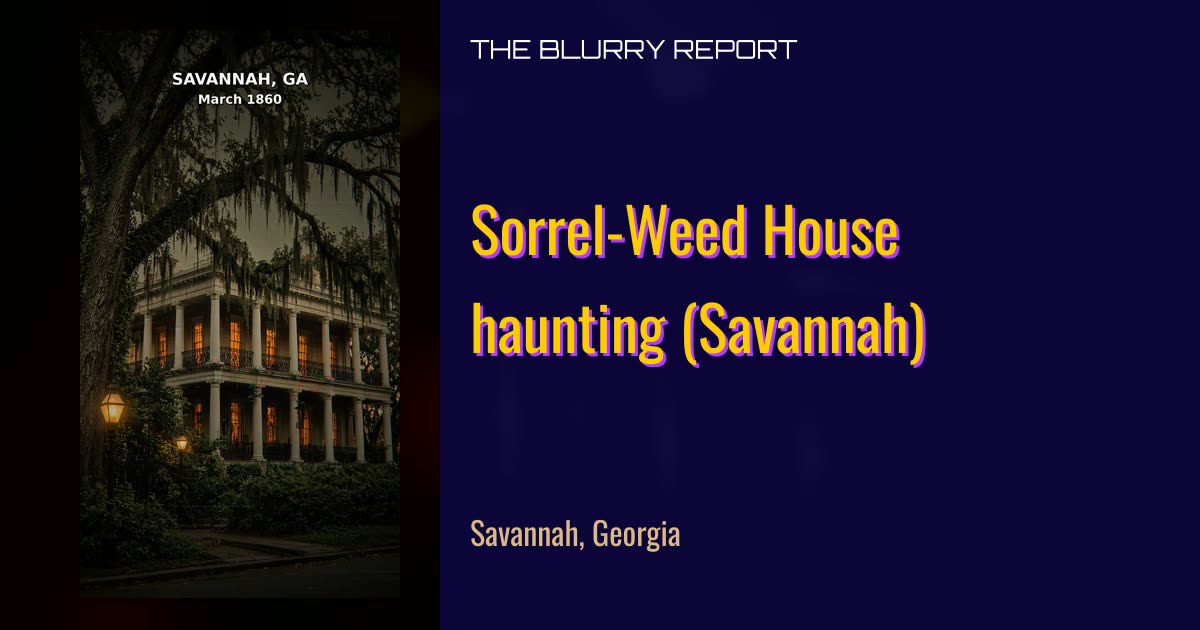 SAVANNAH, GA
March 1860
THE BLURRY REPORT
Sorrel-Weed House
haunting (Savannah)
Savannah, Georgia